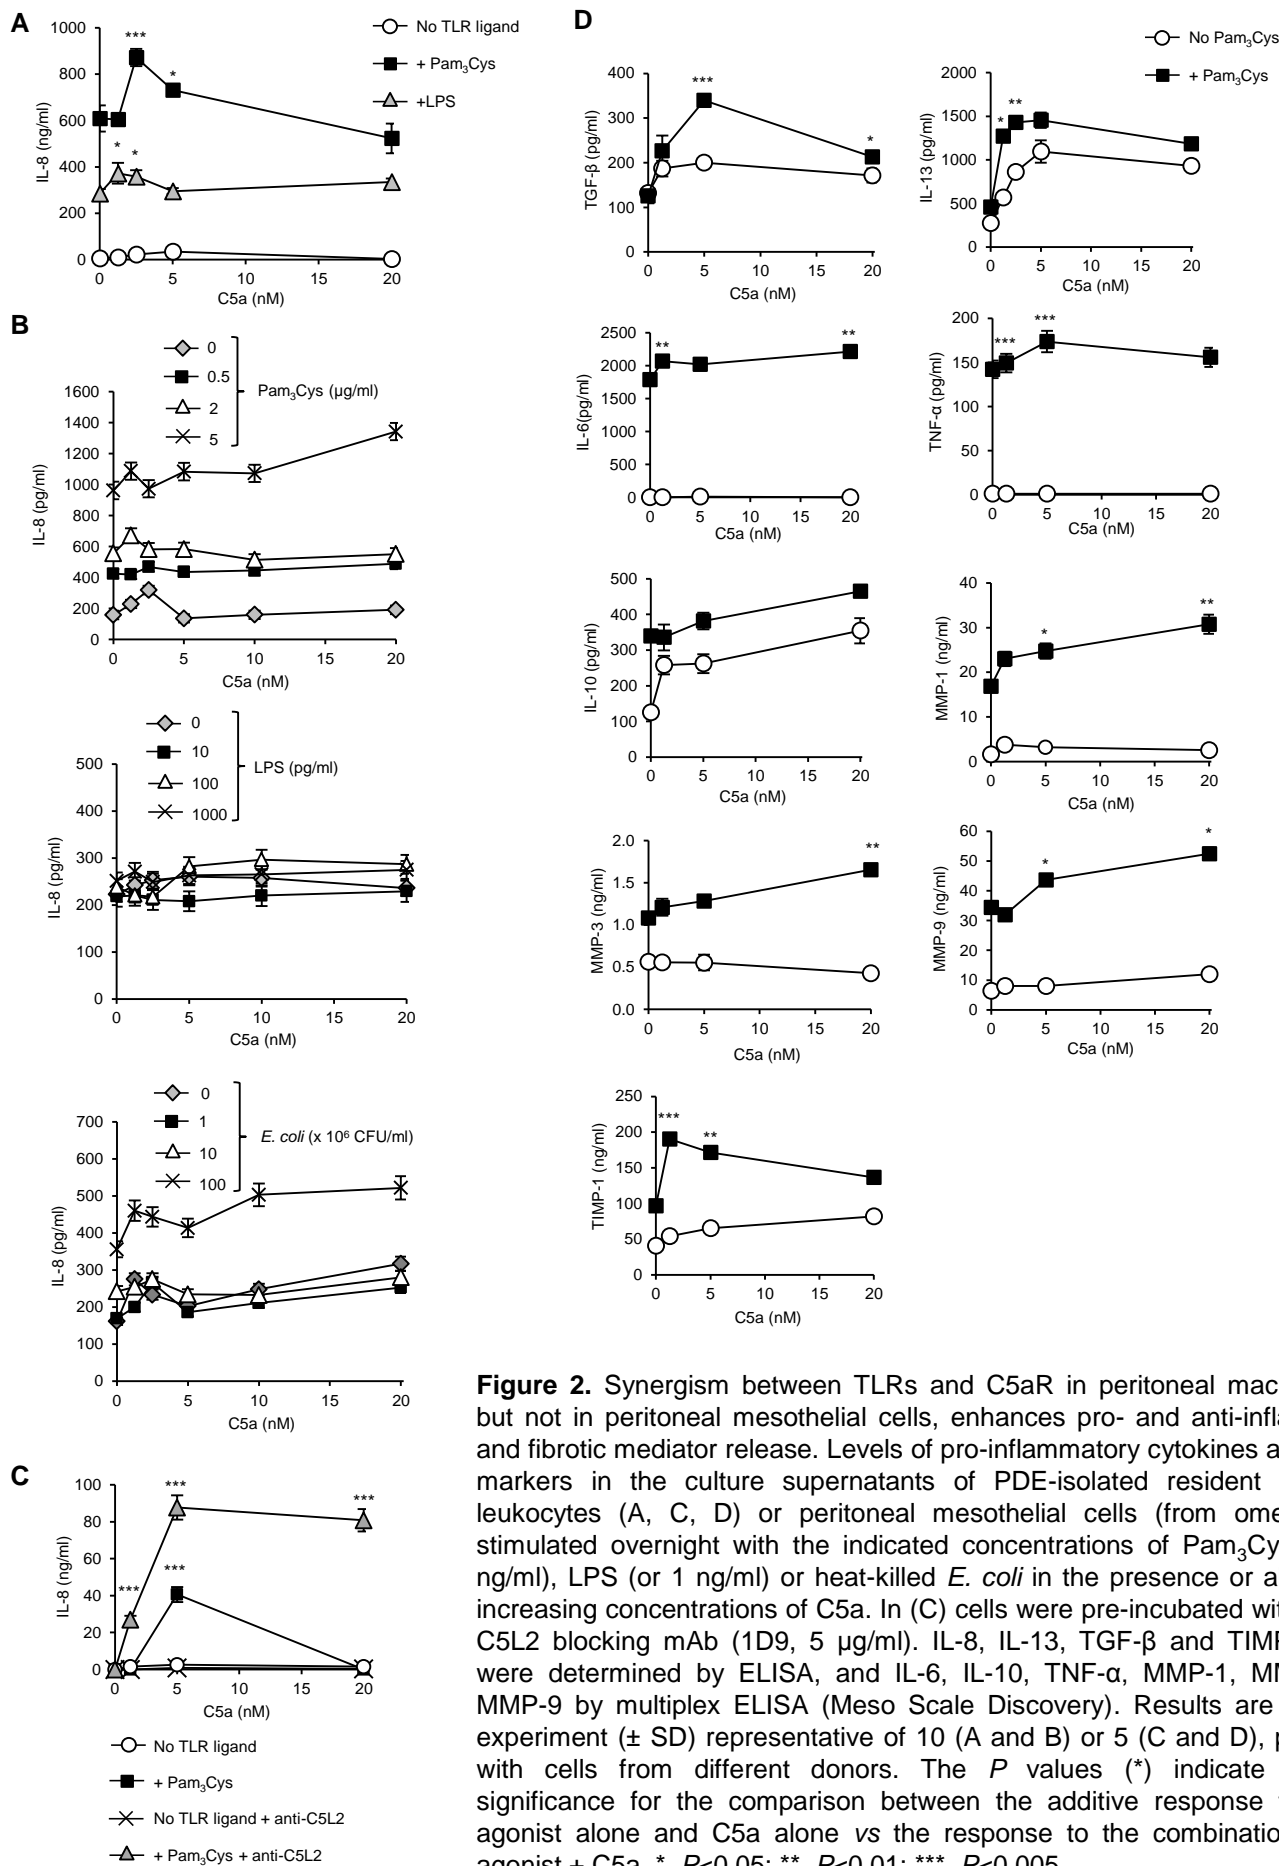 A
1000
800
600
400
200
0
IL-8 (ng/ml)
***
*
*
*
0 5 10 15 20
C5a (nM)
No TLR ligand
+ Pam3Cys
+LPS
B
0
0.5
2
5
Pam3Cys (µg/ml)
1600
1400
1200
1000
800
600
400
200
0
IL-8 (pg/ml)
0 5 10 15 20
C5a (nM)
0
10
100
1000
LPS (pg/ml)
500
400
300
200
100
0
IL-8 (pg/ml)
0 5 10 15 20
C5a (nM)
0
1
10
100
E. coli (x 10⁶ CFU/ml)
700
600
500
400
300
200
100
0
IL-8 (pg/ml)
0 5 10 15 20
C5a (nM)
C
100
80
60
40
20
0
IL-8 (ng/ml)
***
***
***
***
0 5 10 15 20
C5a (nM)
No TLR ligand
+ Pam3Cys
No TLR ligand + anti-C5L2
+ Pam3Cys + anti-C5L2
D
No Pam3Cys
+ Pam3Cys
400
300
200
100
0
TGF-β (pg/ml)
***
*
0 5 10 15 20
C5a (nM)
2000
1500
1000
500
0
IL-13 (pg/ml)
*
**
0 5 10 15 20
C5a (nM)
2500
2000
1500
1000
500
0
IL-6(pg/ml)
**
**
0 5 10 15 20
C5a (nM)
200
150
100
50
0
TNF-α (pg/ml)
***
***
0 5 10 15 20
C5a (nM)
500
400
300
200
100
0
IL-10 (pg/ml)
0 5 10 15 20
C5a (nM)
40
30
20
10
0
MMP-1 (ng/ml)
*
**
0 5 10 15 20
C5a (nM)
2.0
1.5
1.0
0.5
0.0
MMP-3 (ng/ml)
**
0 5 10 15 20
C5a (nM)
60
50
40
30
20
10
0
MMP-9 (ng/ml)
*
*
0 5 10 15 20
C5a (nM)
250
200
150
100
50
0
TIMP-1 (ng/ml)
***
**
0 5 10 15 20
C5a (nM)
Figure 2. Synergism between TLRs and C5aR in peritoneal mac
but not in peritoneal mesothelial cells, enhances pro- and anti-infla
and fibrotic mediator release. Levels of pro-inflammatory cytokines a
markers in the culture supernatants of PDE-isolated resident
leukocytes (A, C, D) or peritoneal mesothelial cells (from ome
stimulated overnight with the indicated concentrations of Pam3Cy
ng/ml), LPS (or 1 ng/ml) or heat-killed E. coli in the presence or a
increasing concentrations of C5a. In (C) cells were pre-incubated wit
C5L2 blocking mAb (1D9, 5 µg/ml). IL-8, IL-13, TGF-β and TIMP
were determined by ELISA, and IL-6, IL-10, TNF-α, MMP-1, MM
MMP-9 by multiplex ELISA (Meso Scale Discovery). Results are
experiment (± SD) representative of 10 (A and B) or 5 (C and D), p
with cells from different donors. The P values (*) indicate
significance for the comparison between the additive response
agonist alone and C5a alone vs the response to the combinatio
agonist + C5a. *, P<0.05; **, P<0.01; ***, P<0.005